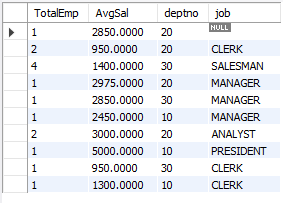 TotalEmp AvgSal deptno job
1 2850.0000 20 NULL
2 950.0000 20 CLERK
4 1400.0000 30 SALESMAN
1 2975.0000 20 MANAGER
1 2850.0000 30 MANAGER
1 2450.0000 10 MANAGER
2 3000.0000 20 ANALYST
1 5000.0000 10 PRESIDENT
1 950.0000 30 CLERK
1 1300.0000 10 CLERK